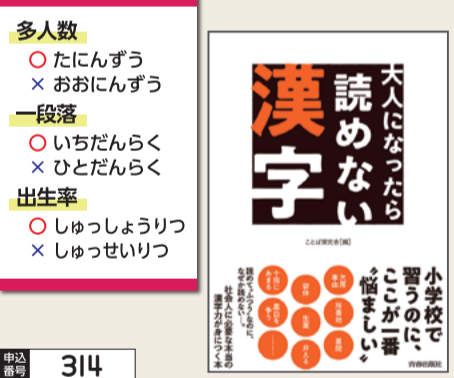 多人数
○ たにんずう
× おおにんずう
一段落
○ いちだんらく
× ひとだんらく
出生率
○ しゅっしょうりつ
× しゅっせいりつ
申込番号 314
大人になったら
読めない
漢字
ことば探究舎[編]
小学校で
習うのに、
ここが一番
“悩ましい”
読めて“ふつう”なのに、
なぜか読めない――。
社会人に必要な本当の
漢字力が身につく本
青春出版社